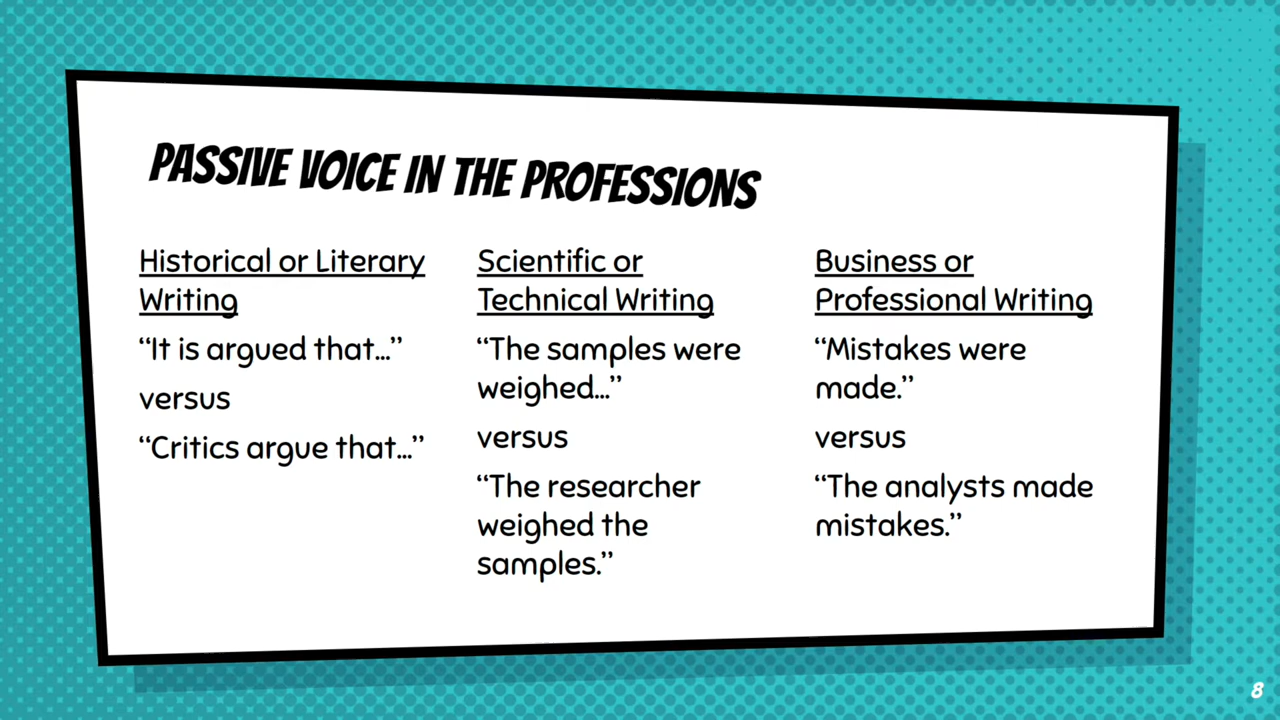 PASSIVE VOICE IN THE PROFESSIONS
Historical or Literary
Writing
“It is argued that...”
versus
“Critics argue that...”
Scientific or
Technical Writing
“The samples were
weighed...”
versus
“The researcher
weighed the
samples.”
Business or
Professional Writing
“Mistakes were
made.”
versus
“The analysts made
mistakes.”
8